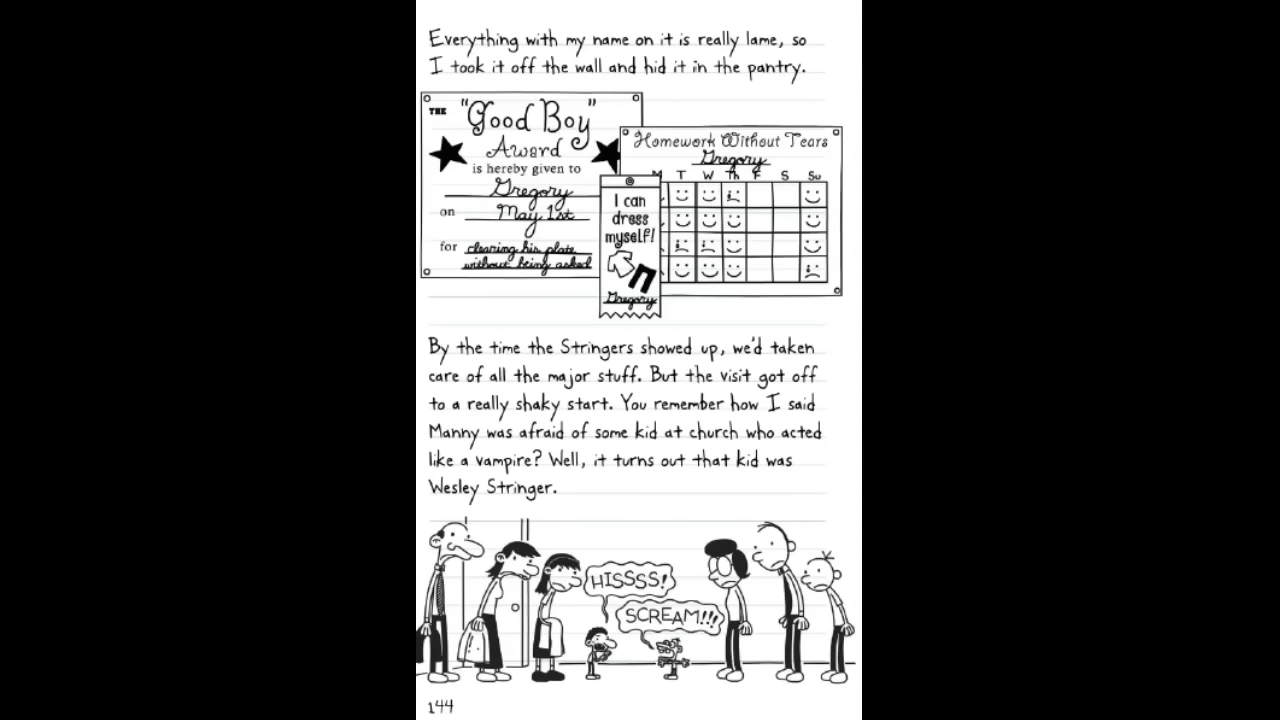 Everything with my name on it is really lame, so
I took it off the wall and hid it in the pantry.
THE "Good Boy"
Award
is hereby given to
Gregory
on May 1st
for clearing his plate
without being asked
I can
dress
myself!
Gregory
Homework Without Tears
Gregory
M T W Th F S Su
By the time the Stringers showed up, we'd taken
care of all the major stuff. But the visit got off
to a really shaky start. You remember how I said
Manny was afraid of some kid at church who acted
like a vampire? Well, it turns out that kid was
Wesley Stringer.
HISSSS!
SCREAM!!!
144